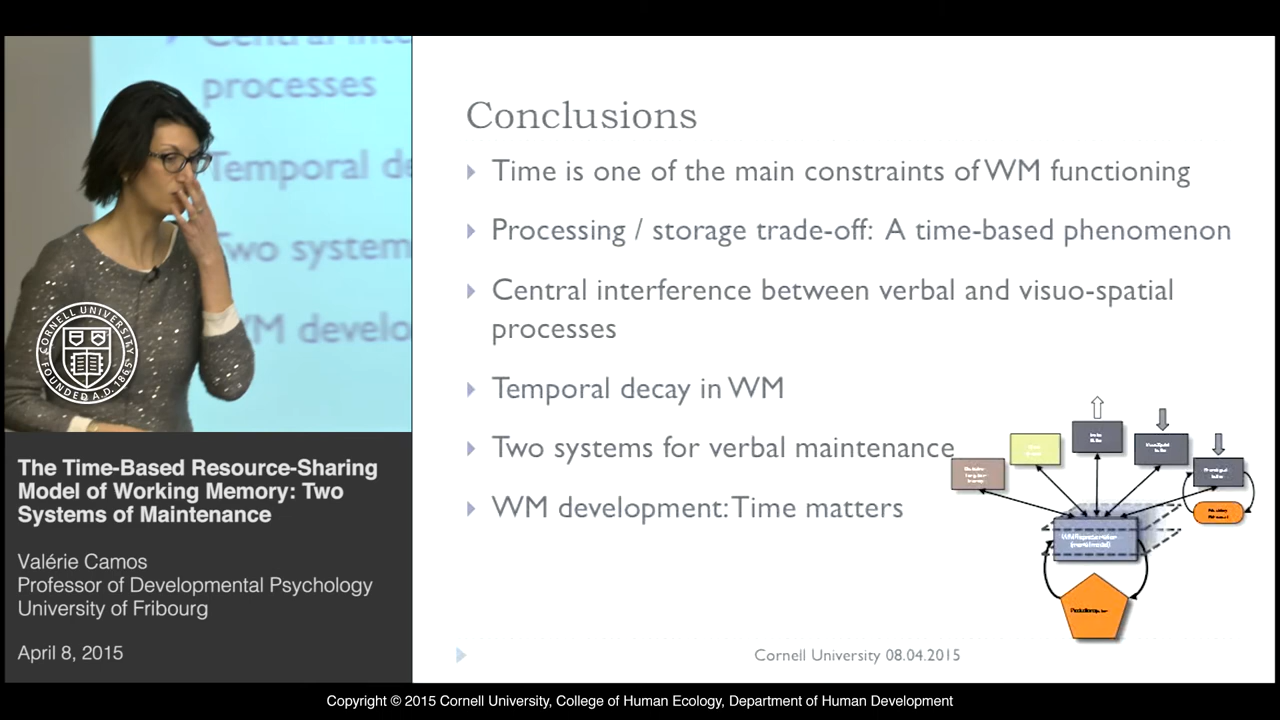 Central inte
processes
Temporal de
Two system
WM develo
CORNELL UNIVERSITY
FOUNDED A.D. 1865
The Time-Based Resource-Sharing
Model of Working Memory: Two
Systems of Maintenance
Valérie Camos
Professor of Developmental Psychology
University of Fribourg
April 8, 2015
Conclusions
Time is one of the main constraints of WM functioning
Processing / storage trade-off: A time-based phenomenon
Central interference between verbal and visuo-spatial
processes
Temporal decay in WM
Two systems for verbal maintenance
WM development: Time matters
Cornell University 08.04.2015
Copyright © 2015 Cornell University, College of Human Ecology, Department of Human Development